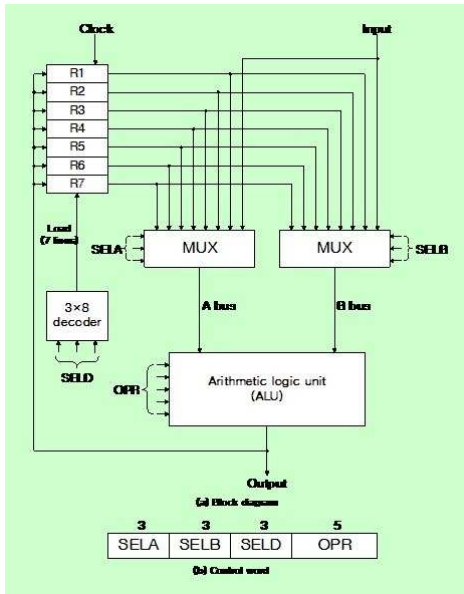 Clock
Input
R1
R2
R3
R4
R5
R6
R7
Load
(7 lines)
SELA
MUX
MUX
SELB
3×8
decoder
A bus
B bus
SELD
OPR
Arithmetic logic unit
(ALU)
Output
(a) Block diagram
3 3 3 5
SELA SELB SELD OPR
(b) Control word